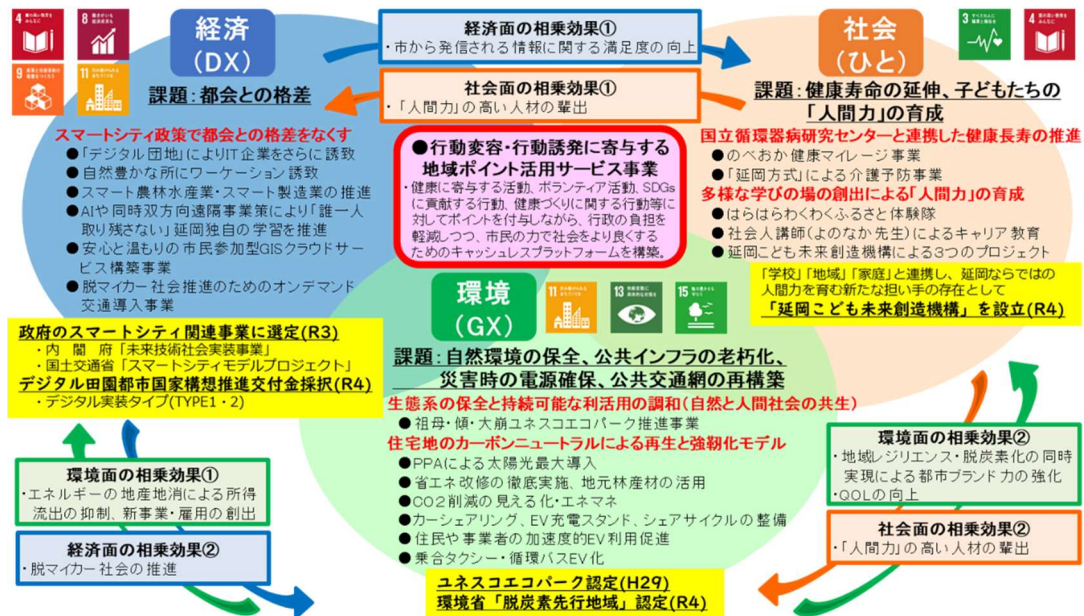 経済
(DX)
経済面の相乗効果①
・市から発信される情報に関する満足度の向上
社会面の相乗効果①
・「人間力」の高い人材の輩出
社会
(ひと)
4
8
9
11
3
4
課題：都会との格差
スマートシティ政策で都会との格差をなくす
●「デジタル団地」によりIT企業をさらに誘致
●自然豊かな所にワーケーション誘致
●スマート農林水産業・スマート製造業の推進
●AIや同時双方向遠隔事業策により「誰一人
取り残さない」延岡独自の学習を推進
●安心と温もりの市民参加型GISクラウドサー
ビス構築事業
●脱マイカー社会推進のためのオンデマンド
交通導入事業
政府のスマートシティ関連事業に選定(R3)
・内　閣　府「未来技術社会実装事業」
・国土交通省「スマートシティモデルプロジェクト」
デジタル田園都市国家構想推進交付金採択(R4)
・デジタル実装タイプ(TYPE1・2)
●行動変容・行動誘発に寄与する
地域ポイント活用サービス事業
・健康に寄与する活動、ボランティア活動、SDGs
に貢献する行動、健康づくりに関する行動等に
対してポイントを付与しながら、行政の負担を
軽減しつつ、市民の力で社会をより良くする
ためのキャッシュレスプラットフォームを構築。
課題：健康寿命の延伸、子どもたちの
「人間力」の育成
国立循環器病研究センターと連携した健康長寿の推進
●のべおか健康マイレージ事業
●「延岡方式」による介護予防事業
多様な学びの場の創出による「人間力」の育成
●はらはらわくわくふるさと体験隊
●社会人講師(よのなか先生)によるキャリア教育
●延岡こども未来創造機構による3つのプロジェクト
「学校」「地域」「家庭」と連携し、延岡ならではの
人間力を育む新たな担い手の存在として
「延岡こども未来創造機構」を設立(R4)
環境
(GX)
11
13
15
課題：自然環境の保全、公共インフラの老朽化、
災害時の電源確保、公共交通網の再構築
生態系の保全と持続可能な利活用の調和(自然と人間社会の共生)
●祖母・傾・大崩ユネスコエコパーク推進事業
住宅地のカーボンニュートラルによる再生と強靱化モデル
●PPAによる太陽光最大導入
●省エネ改修の徹底実施、地元林産材の活用
●CO2削減の見える化・エネマネ
●カーシェアリング、EV充電スタンド、シェアサイクルの整備
●住民や事業者の加速度的EV利用促進
●乗合タクシー・循環バスEV化
ユネスコエコパーク認定(H29)
環境省「脱炭素先行地域」認定(R4)
環境面の相乗効果①
・エネルギーの地産地消による所得
流出の抑制、新事業・雇用の創出
経済面の相乗効果②
・脱マイカー社会の推進
環境面の相乗効果②
・地域レジリエンス・脱炭素化の同時
実現による都市ブランド力の強化
・QOLの向上
社会面の相乗効果②
・「人間力」の高い人材の輩出